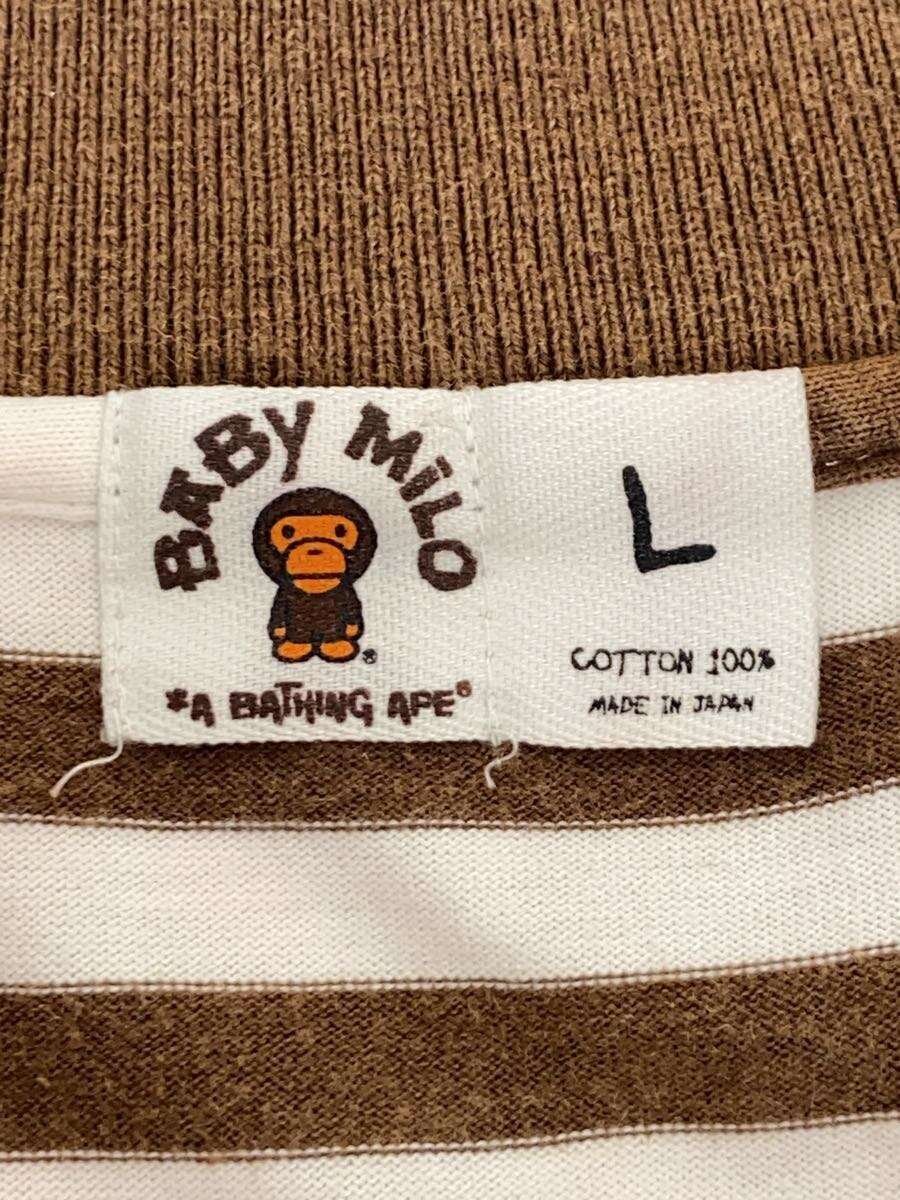 BABY MiLO
®
*A BATHING APE®
L
COTTON 100%
MADE IN JAPAN